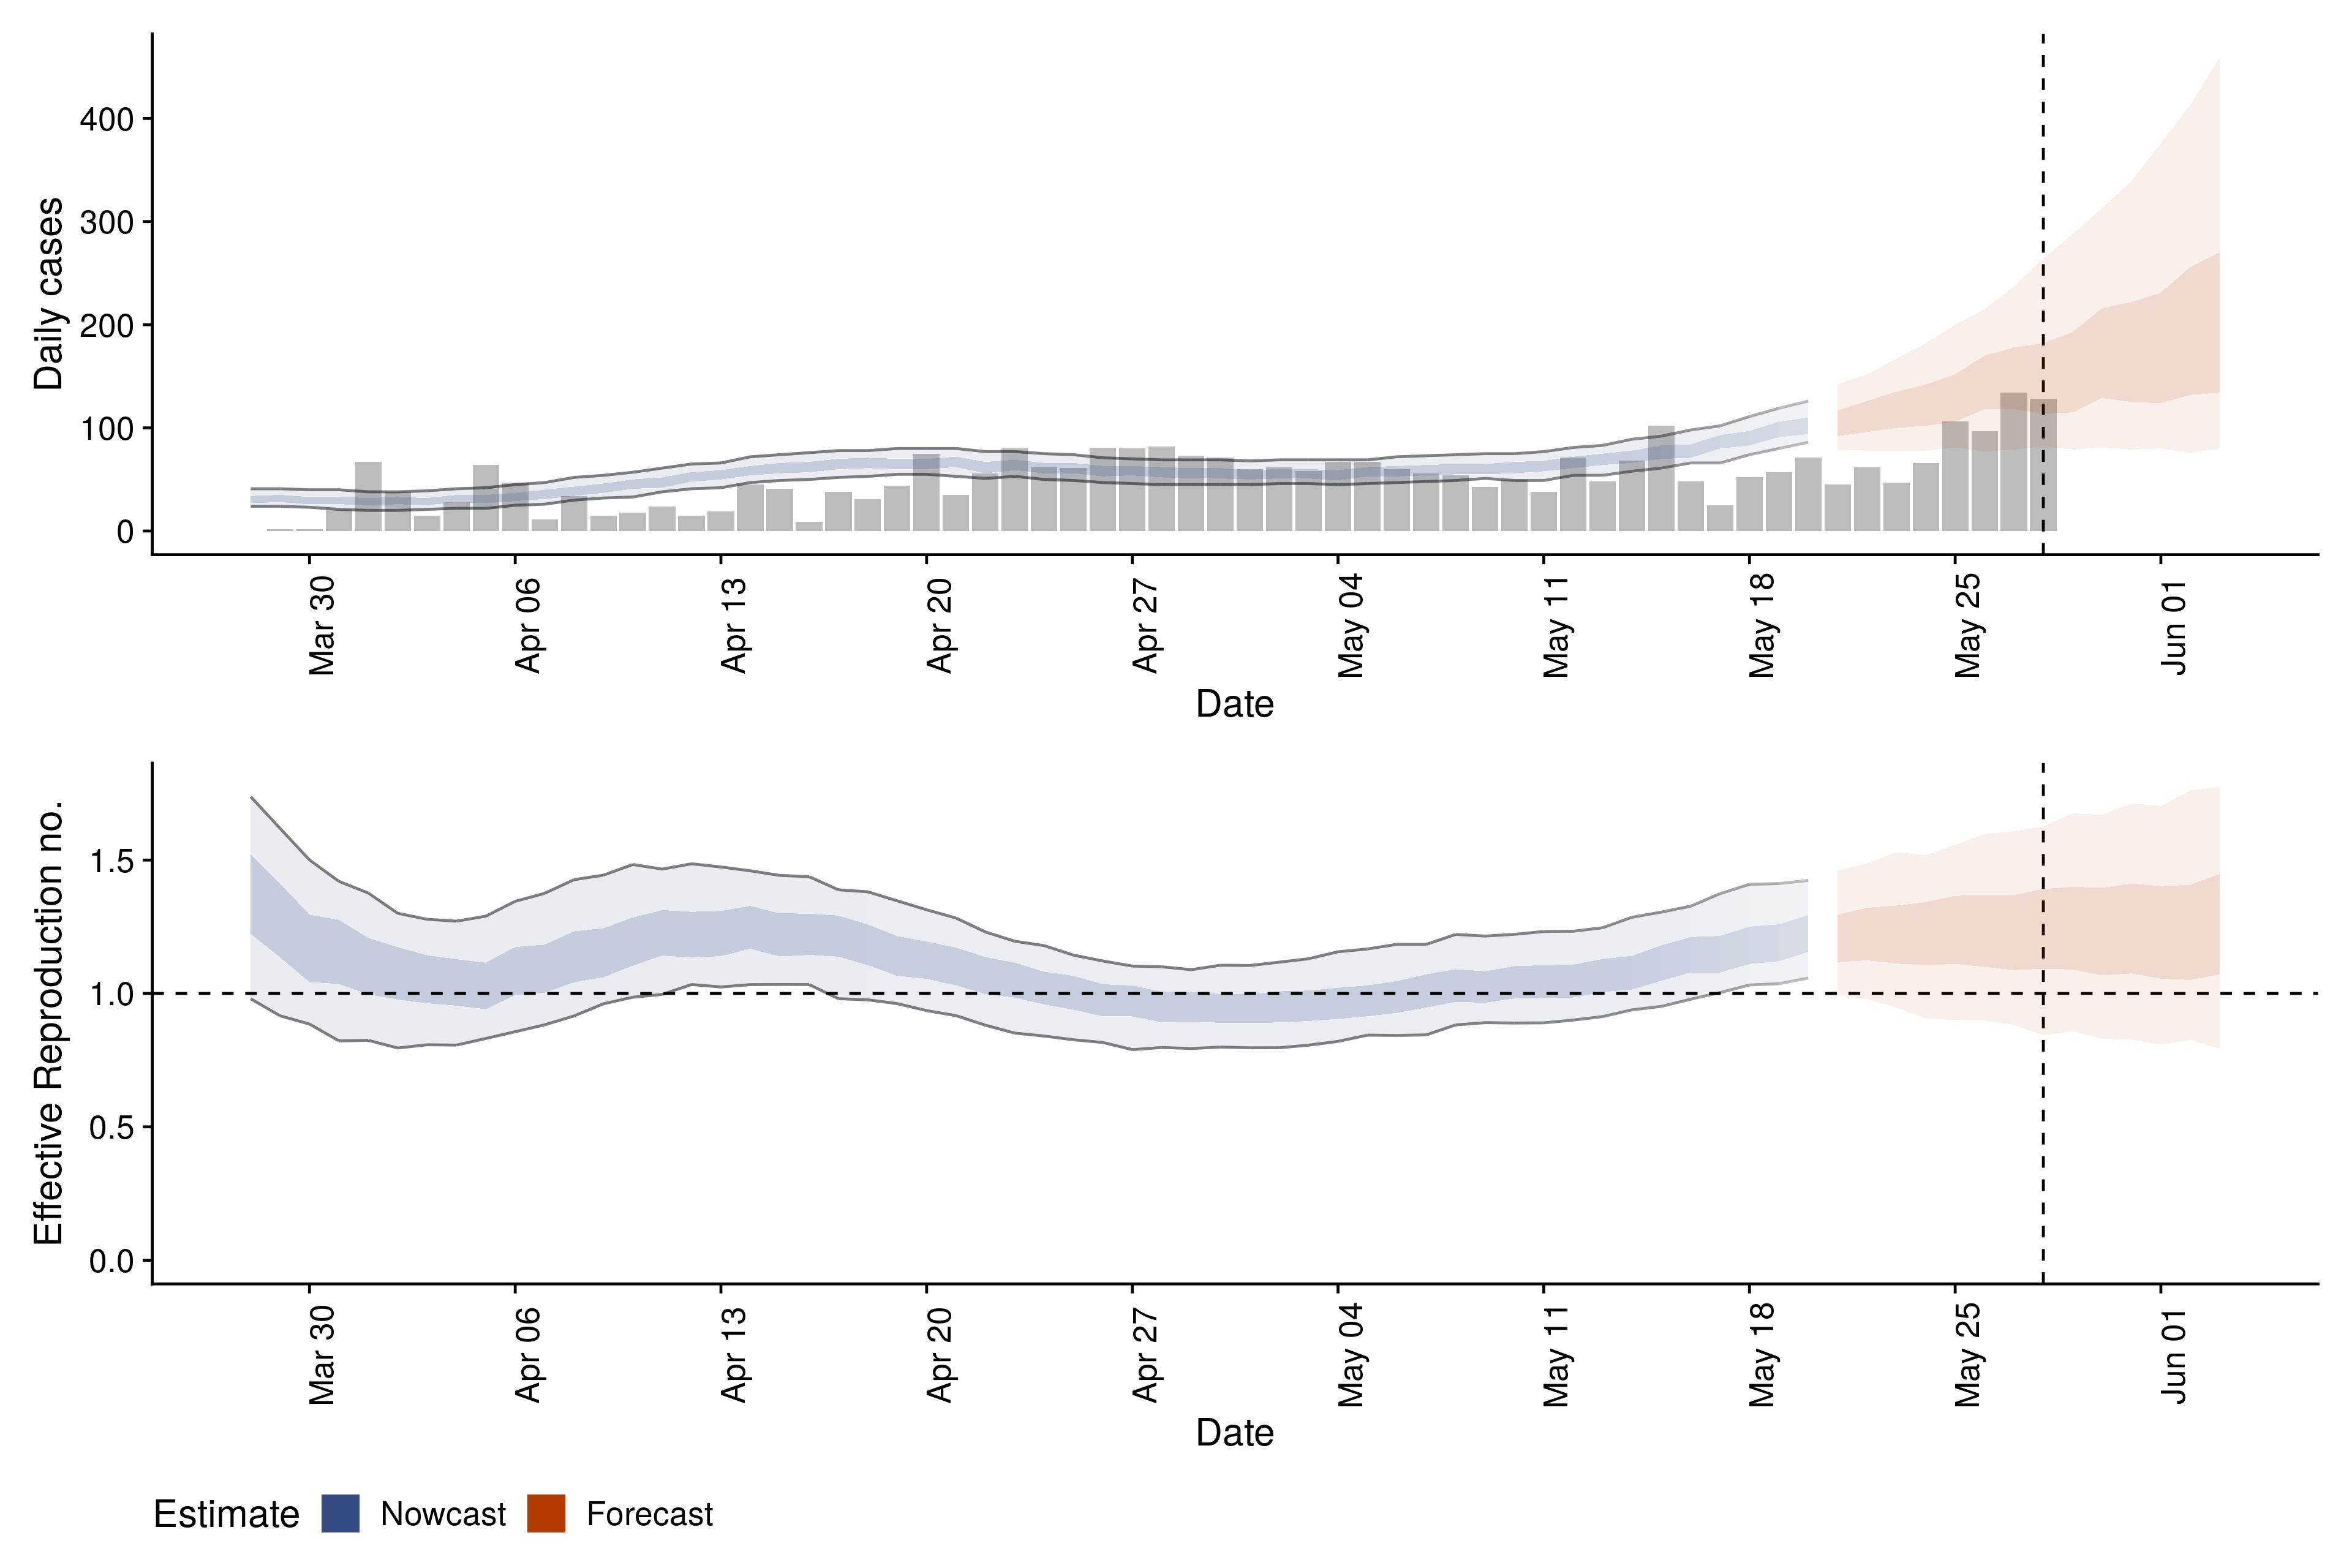 Daily cases
400
300
200
100
0
Mar 30
Apr 06
Apr 13
Apr 20
Apr 27
May 04
May 11
May 18
May 25
Jun 01
Date
Effective Reproduction no.
1.5
1.0
0.5
0.0
Mar 30
Apr 06
Apr 13
Apr 20
Apr 27
May 04
May 11
May 18
May 25
Jun 01
Date
Estimate Nowcast Forecast